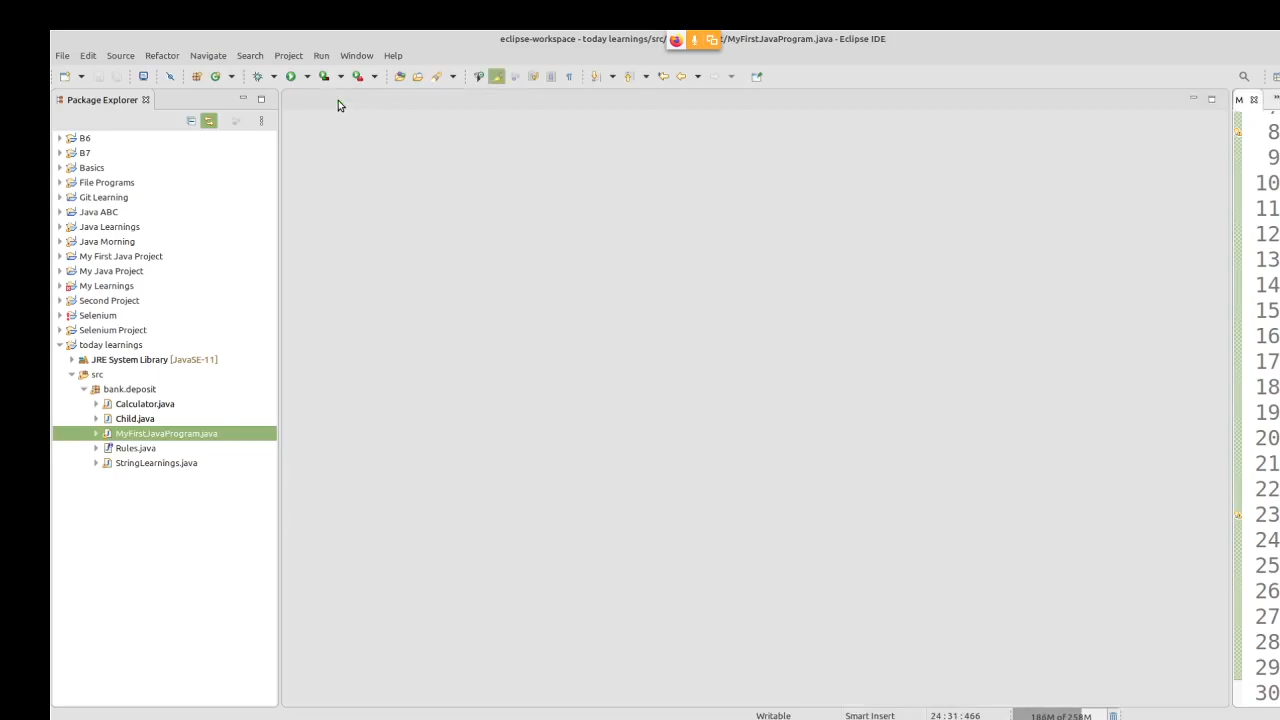 eclipse-workspace - today learnings/src/ t/MyFirstJavaProgram.java - Eclipse IDE
File Edit Source Refactor Navigate Search Project Run Window Help
Package Explorer
M
B6
B7
Basics
File Programs
Git Learning
Java ABC
Java Learnings
Java Morning
My First Java Project
My Java Project
My Learnings
Second Project
Selenium
Selenium Project
today learnings
JRE System Library [JavaSE-11]
src
bank.deposit
Calculator.java
Child.java
MyFirstJavaProgram.java
Rules.java
StringLearnings.java
8
9
10
11
12
13
14
15
16
17
18
19
20
21
22
23
24
25
26
27
28
29
30
Writable Smart Insert 24 : 31 : 466 186M of 258M